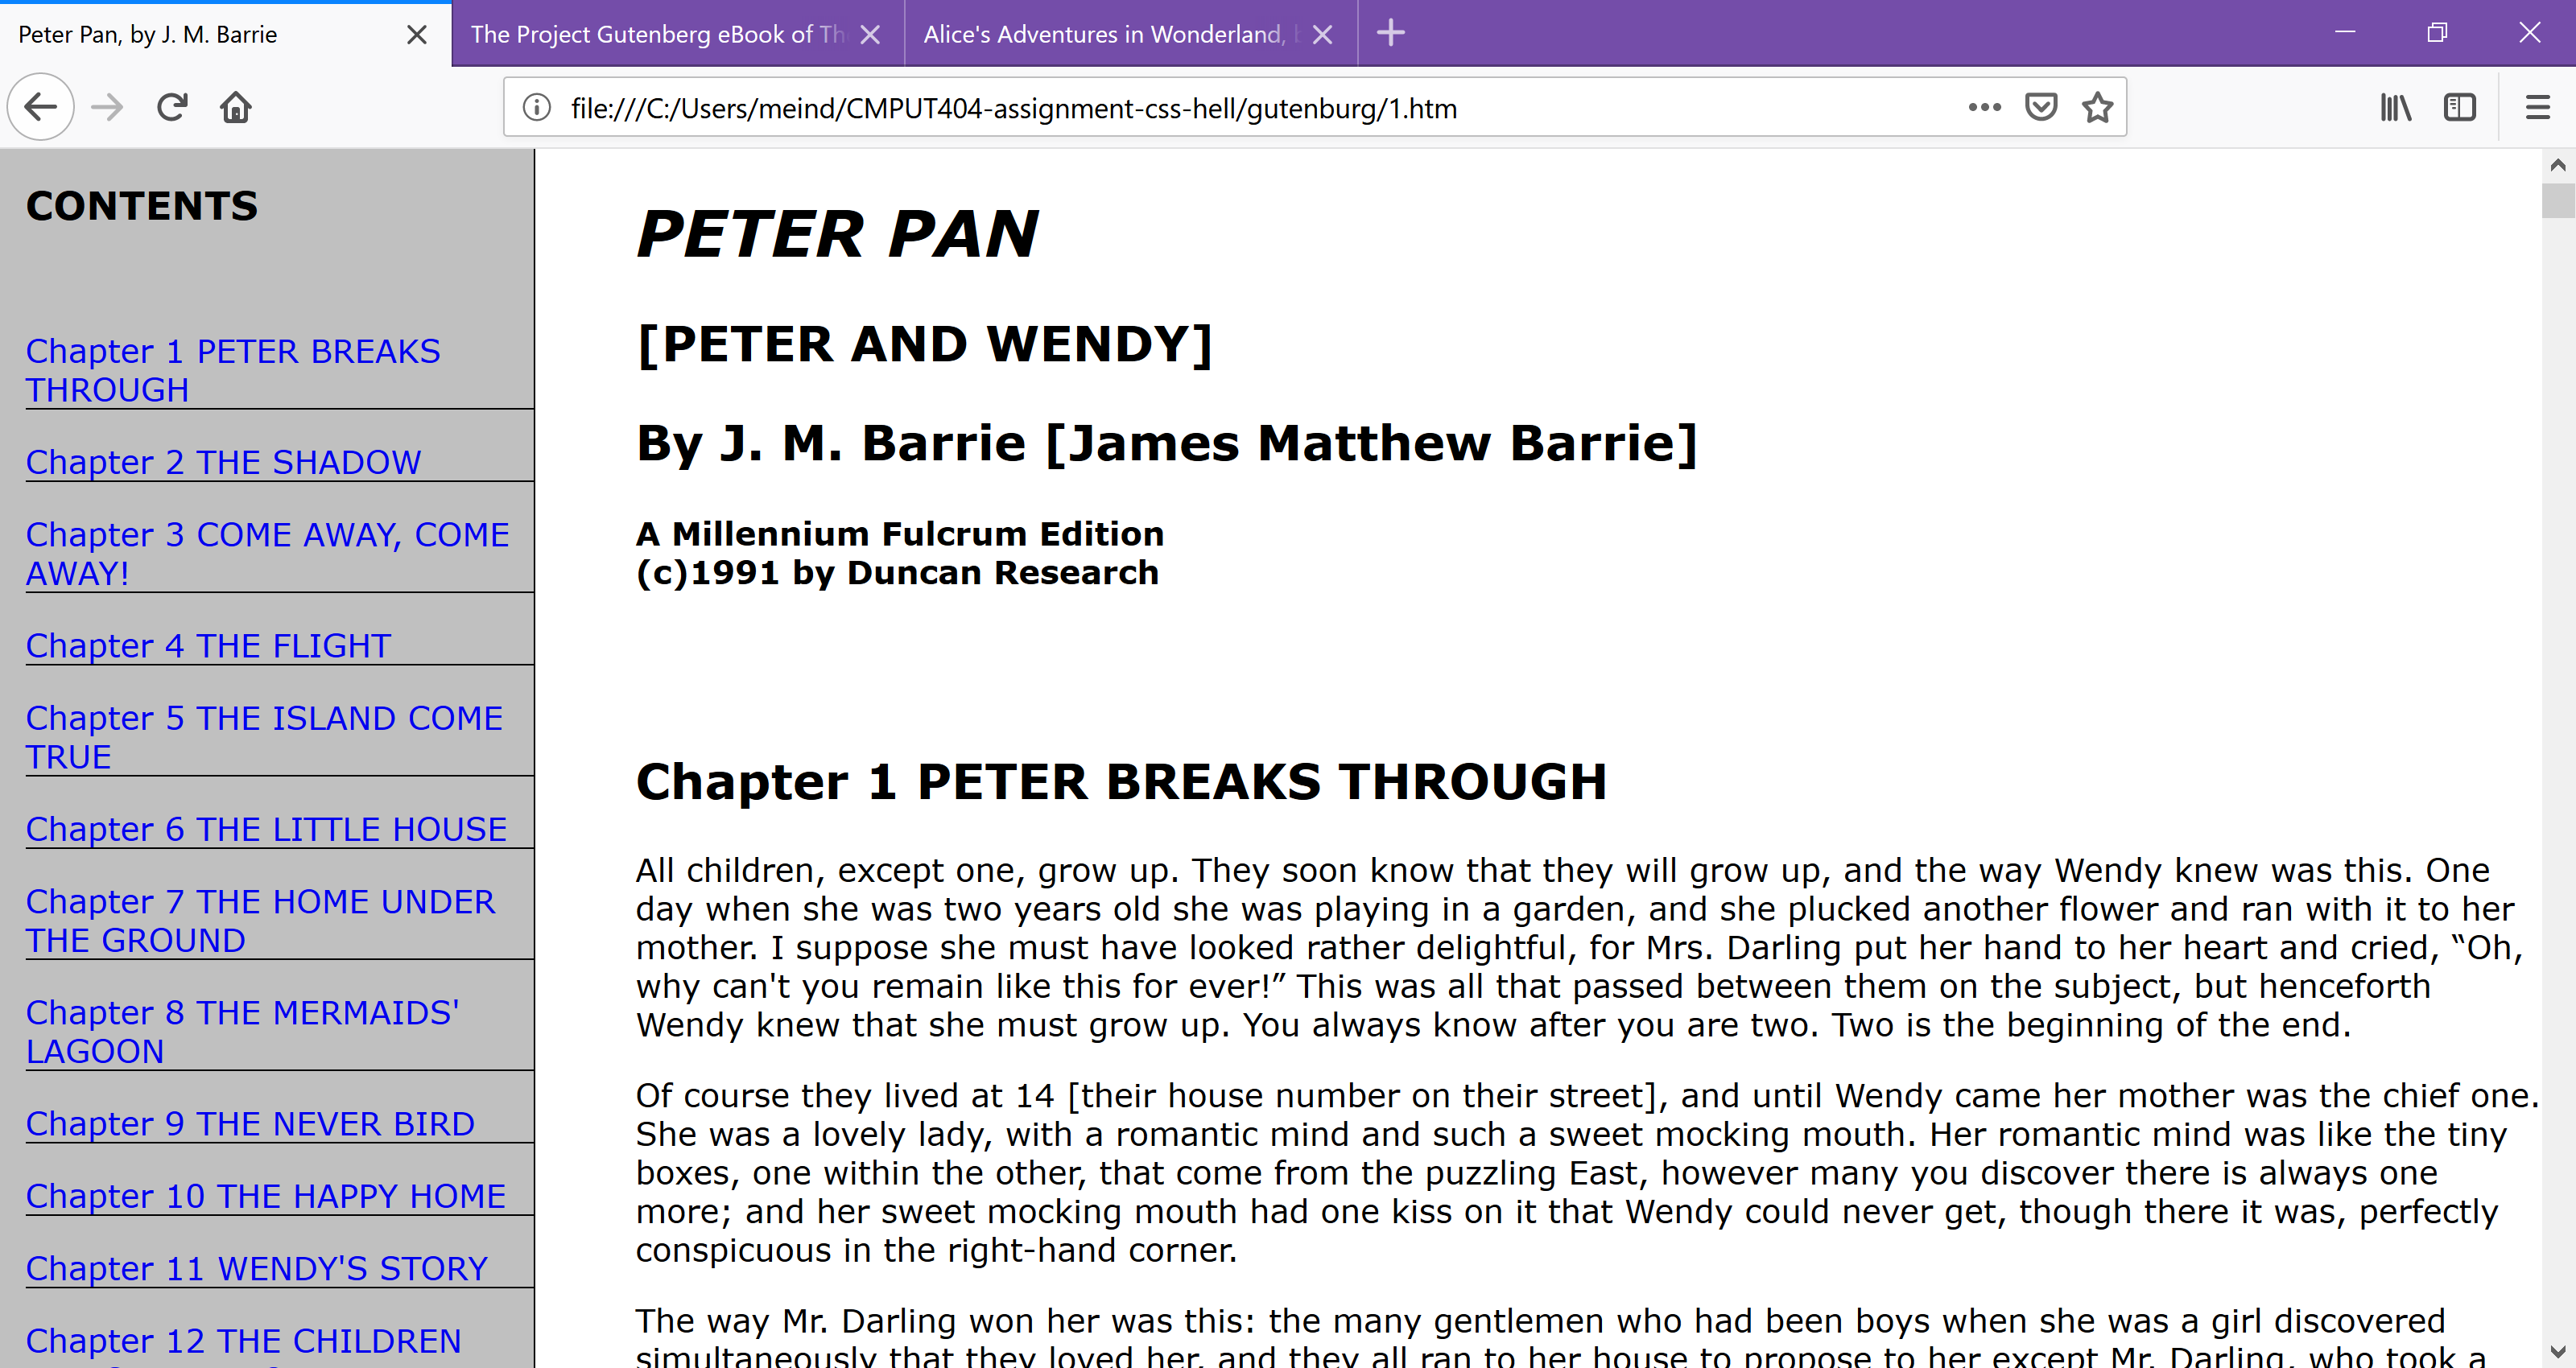 Peter Pan, by J. M. Barrie
The Project Gutenberg eBook of Th
Alice's Adventures in Wonderland,
file:///C:/Users/meind/CMPUT404-assignment-css-hell/gutenburg/1.htm
CONTENTS
Chapter 1 PETER BREAKS
THROUGH
Chapter 2 THE SHADOW
Chapter 3 COME AWAY, COME
AWAY!
Chapter 4 THE FLIGHT
Chapter 5 THE ISLAND COME
TRUE
Chapter 6 THE LITTLE HOUSE
Chapter 7 THE HOME UNDER
THE GROUND
Chapter 8 THE MERMAIDS'
LAGOON
Chapter 9 THE NEVER BIRD
Chapter 10 THE HAPPY HOME
Chapter 11 WENDY'S STORY
Chapter 12 THE CHILDREN
PETER PAN
[PETER AND WENDY]
By J. M. Barrie [James Matthew Barrie]
A Millennium Fulcrum Edition
(c)1991 by Duncan Research
Chapter 1 PETER BREAKS THROUGH
All children, except one, grow up. They soon know that they will grow up, and the way Wendy knew was this. One
day when she was two years old she was playing in a garden, and she plucked another flower and ran with it to her
mother. I suppose she must have looked rather delightful, for Mrs. Darling put her hand to her heart and cried, “Oh,
why can't you remain like this for ever!” This was all that passed between them on the subject, but henceforth
Wendy knew that she must grow up. You always know after you are two. Two is the beginning of the end.
Of course they lived at 14 [their house number on their street], and until Wendy came her mother was the chief one.
She was a lovely lady, with a romantic mind and such a sweet mocking mouth. Her romantic mind was like the tiny
boxes, one within the other, that come from the puzzling East, however many you discover there is always one
more; and her sweet mocking mouth had one kiss on it that Wendy could never get, though there it was, perfectly
conspicuous in the right-hand corner.
The way Mr. Darling won her was this: the many gentlemen who had been boys when she was a girl discovered
simultaneously that they loved her, and they all ran to her house to propose to her except Mr. Darling, who took a